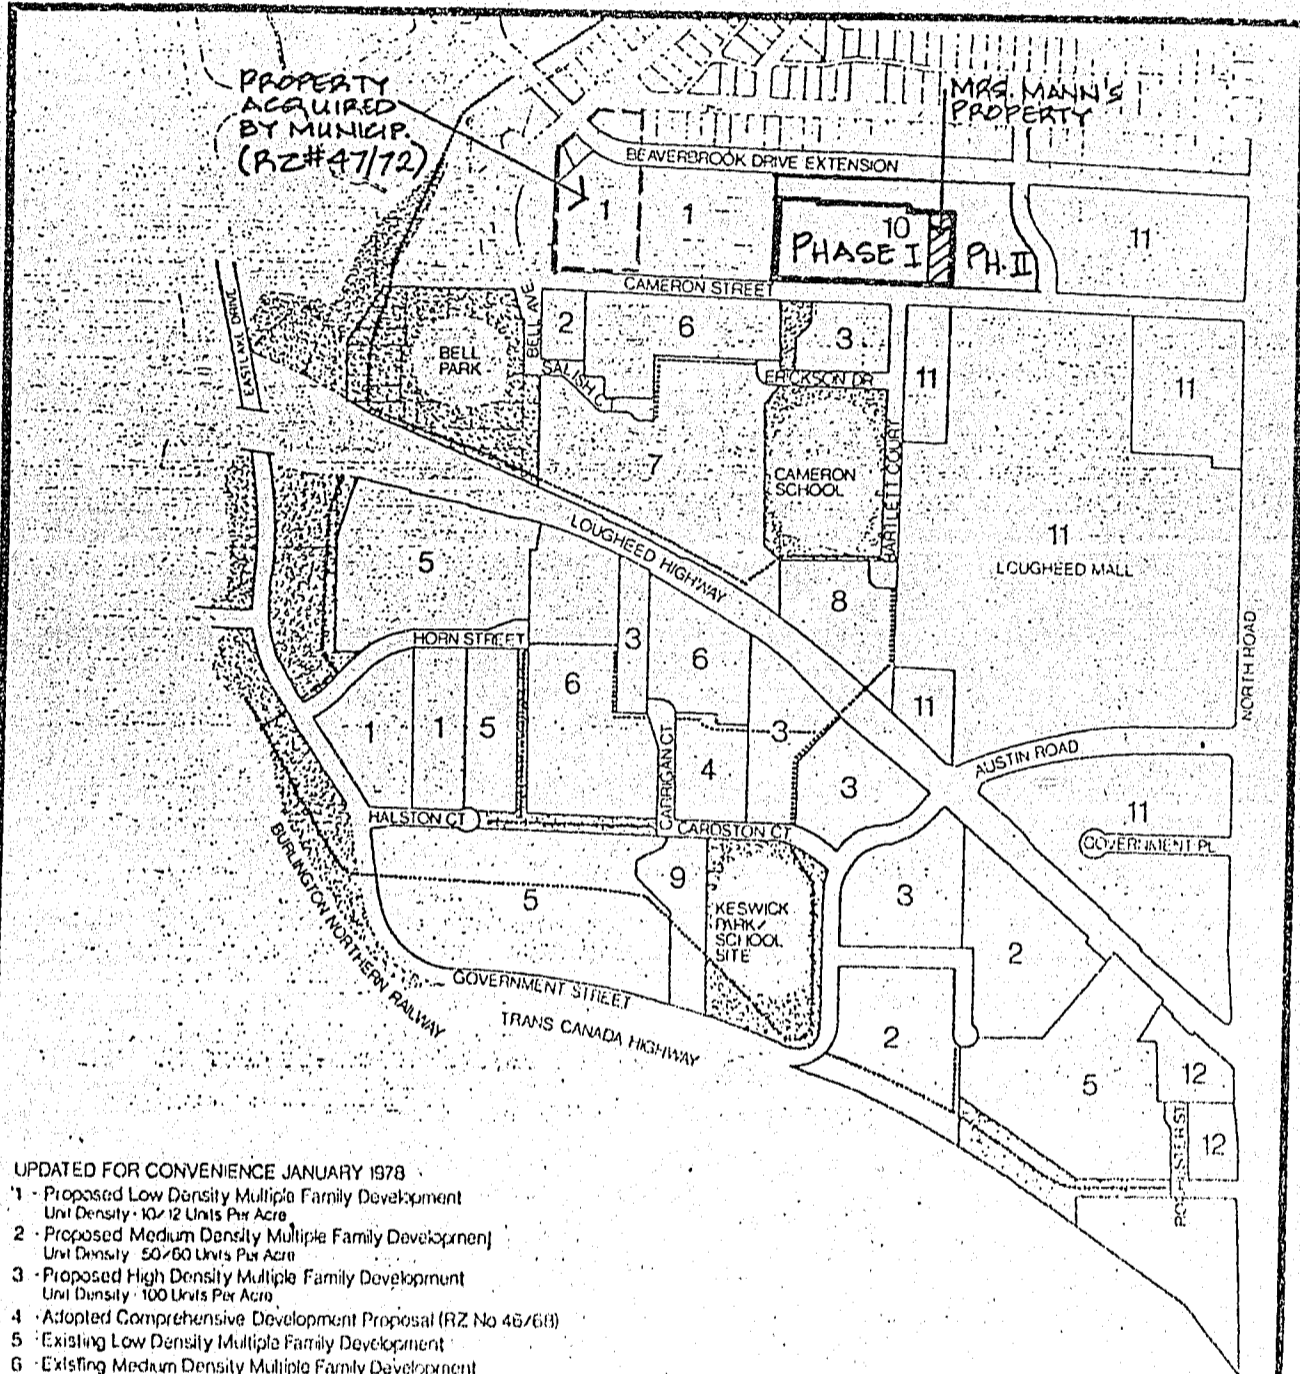 PROPERTY
ACQUIRED
BY MUNICIP.
(RZ#47/72)
MRS. MANN'S
PROPERTY
BEAVERBROOK DRIVE EXTENSION
1
1
10
PHASE I
PH. II
11
CAMERON STREET
EASTLAKE DRIVE
BELL AVE
BELL
PARK
2
6
3
11
11
SALISH CT
ERICKSON DR
7
CAMERON
SCHOOL
BARTLETT COURT
11
LOUGHEED MALL
LOUGHEED HIGHWAY
5
8
HORN STREET
3
6
6
11
NORTH ROAD
1
1
5
3
CARRIGAN CT
4
3
AUSTIN ROAD
11
HALSTON CT
CARDSTON CT
GOVERNMENT PL
BURLINGTON NORTHERN RAILWAY
5
9
KESWICK
PARK/
SCHOOL
SITE
3
2
GOVERNMENT STREET
TRANS CANADA HIGHWAY
2
5
12
12
ROCHESTER ST
UPDATED FOR CONVENIENCE JANUARY 1978
1 - Proposed Low Density Multiple Family Development
Unit Density - 10/12 Units Per Acre
2 - Proposed Medium Density Multiple Family Development
Unit Density 50/60 Units Per Acre
3 - Proposed High Density Multiple Family Development
Unit Density - 100 Units Per Acre
4 - Adopted Comprehensive Development Proposal (RZ No 46/68)
5 - Existing Low Density Multiple Family Development
6 - Existing Medium Density Multiple Family Development